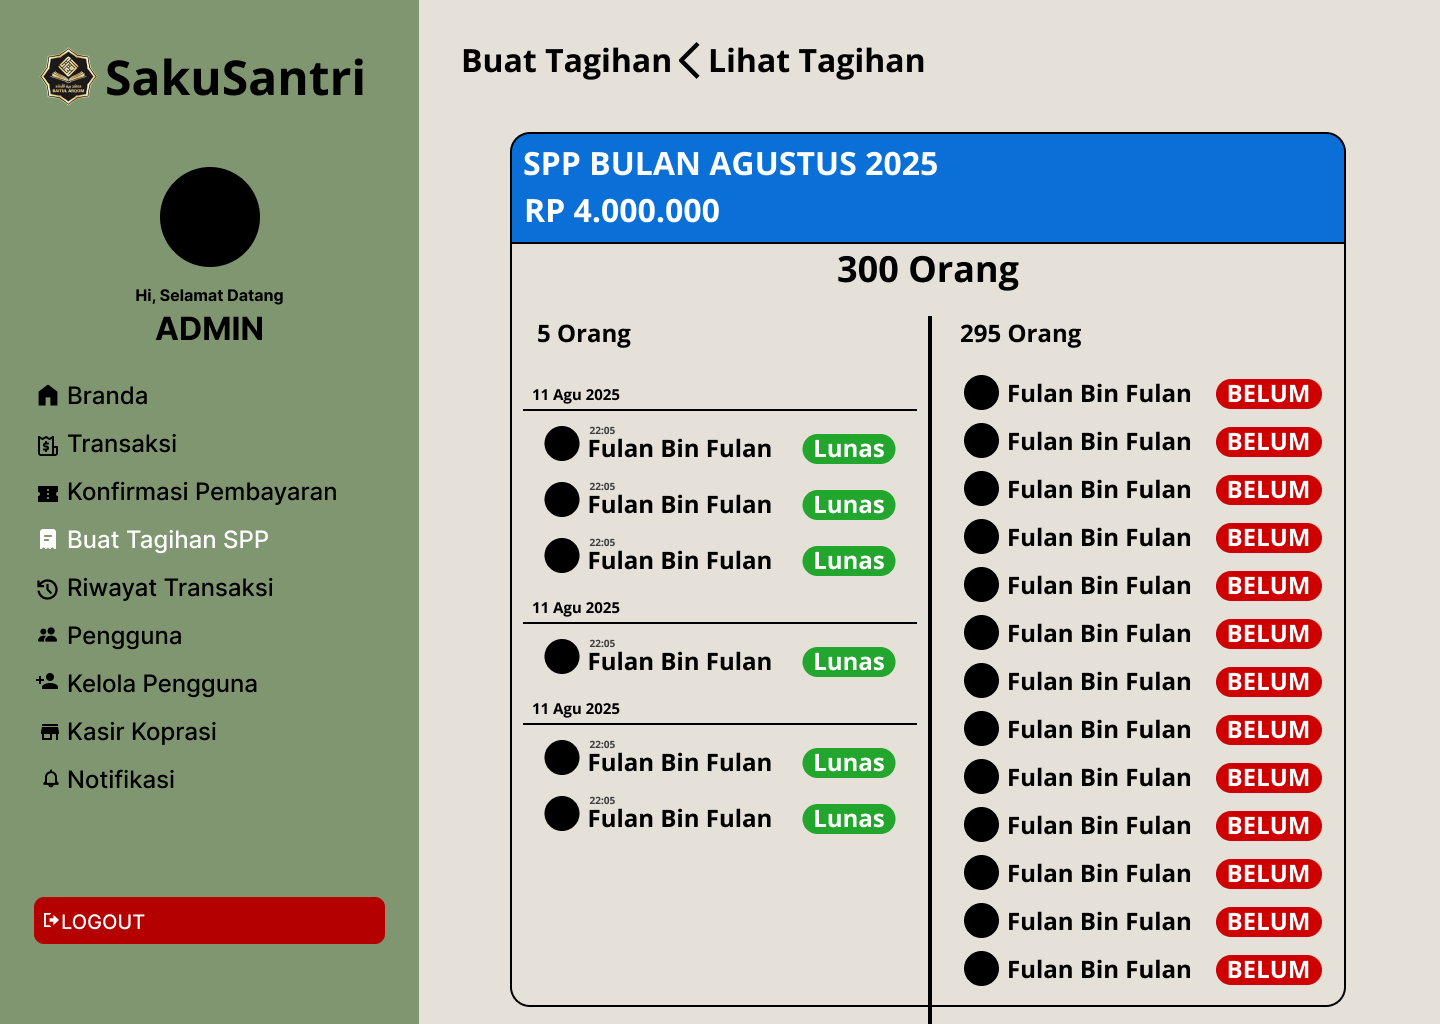 SakuSantri
Hi, Selamat Datang
ADMIN
Branda
Transaksi
Konfirmasi Pembayaran
Buat Tagihan SPP
Riwayat Transaksi
Pengguna
Kelola Pengguna
Kasir Koprasi
Notifikasi
LOGOUT
Buat Tagihan
Lihat Tagihan
SPP BULAN AGUSTUS 2025
RP 4.000.000
300 Orang
5 Orang
11 Agu 2025
22:05
Fulan Bin Fulan Lunas
22:05
Fulan Bin Fulan Lunas
22:05
Fulan Bin Fulan Lunas
11 Agu 2025
22:05
Fulan Bin Fulan Lunas
11 Agu 2025
22:05
Fulan Bin Fulan Lunas
22:05
Fulan Bin Fulan Lunas
295 Orang
Fulan Bin Fulan BELUM
Fulan Bin Fulan BELUM
Fulan Bin Fulan BELUM
Fulan Bin Fulan BELUM
Fulan Bin Fulan BELUM
Fulan Bin Fulan BELUM
Fulan Bin Fulan BELUM
Fulan Bin Fulan BELUM
Fulan Bin Fulan BELUM
Fulan Bin Fulan BELUM
Fulan Bin Fulan BELUM
Fulan Bin Fulan BELUM
Fulan Bin Fulan BELUM